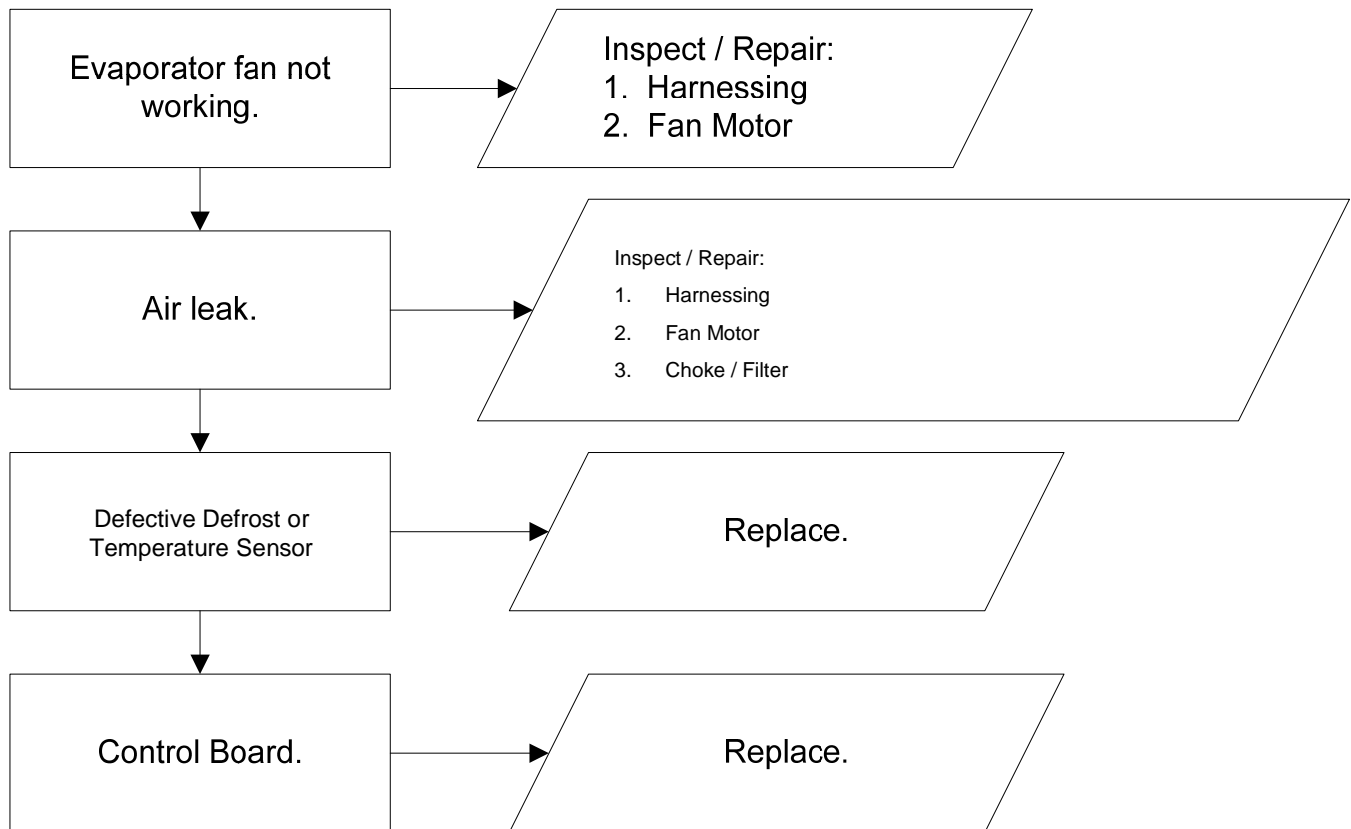 Evaporator fan not
working.
Inspect / Repair:
1. Harnessing
2. Fan Motor
Air leak.
Inspect / Repair:
1. Harnessing
2. Fan Motor
3. Choke / Filter
Defective Defrost or
Temperature Sensor
Replace.
Control Board.
Replace.